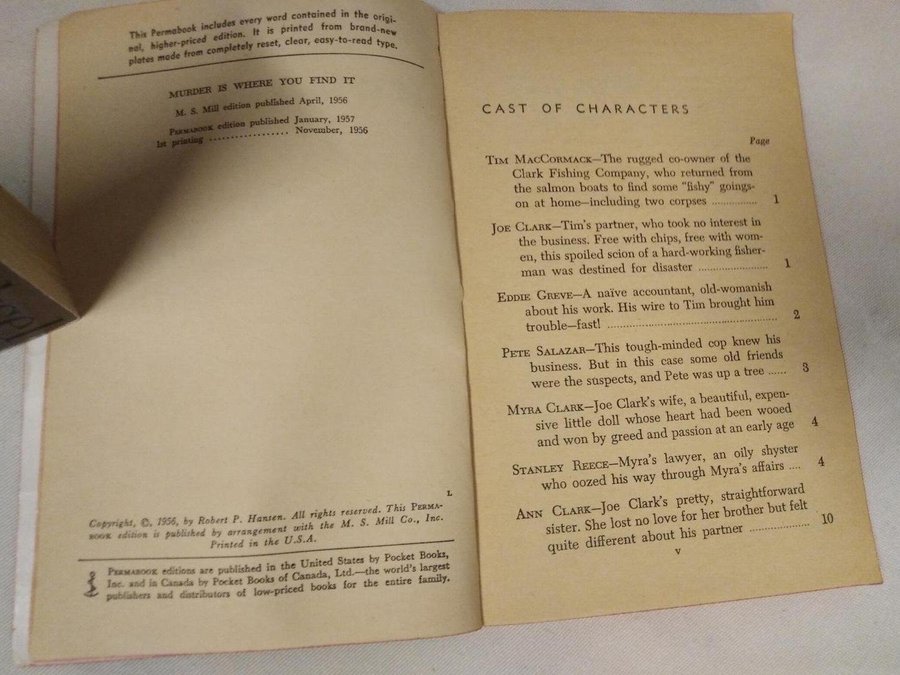 This Permabook includes every word contained in the origi-
nal, higher-priced edition. It is printed from brand-new
plates made from completely reset, clear, easy-to-read type.
MURDER IS WHERE YOU FIND IT
M. S. Mill edition published April, 1956
PERMABOOK edition published January, 1957
1st printing .................... November, 1956
L
Copyright, ©, 1956, by Robert P. Hansen. All rights reserved. This PERMA-
BOOK edition is published by arrangement with the M. S. Mill Co., Inc.
Printed in the U.S.A.
PERMABOOK editions are published in the United States by Pocket Books,
Inc. and in Canada by Pocket Books of Canada, Ltd.—the world's largest
publishers and distributors of low-priced books for the entire family.
CAST OF CHARACTERS
Page
TIM MACCORMACK—The rugged co-owner of the
Clark Fishing Company, who returned from
the salmon boats to find some "fishy" goings-
on at home—including two corpses ............... 1
JOE CLARK—Tim's partner, who took no interest in
the business. Free with chips, free with wom-
en, this spoiled scion of a hard-working fisher-
man was destined for disaster ....................... 1
EDDIE GREVE—A naïve accountant, old-womanish
about his work. His wire to Tim brought him
trouble—fast! ................................................ 2
PETE SALAZAR—This tough-minded cop knew his
business. But in this case some old friends
were the suspects, and Pete was up a tree ...... 3
MYRA CLARK—Joe Clark's wife, a beautiful, expen-
sive little doll whose heart had been wooed
and won by greed and passion at an early age 4
STANLEY REECE—Myra's lawyer, an oily shyster
who oozed his way through Myra's affairs .... 4
ANN CLARK—Joe Clark's pretty, straightforward
sister. She lost no love for her brother but felt
quite different about his partner .................. 10
v